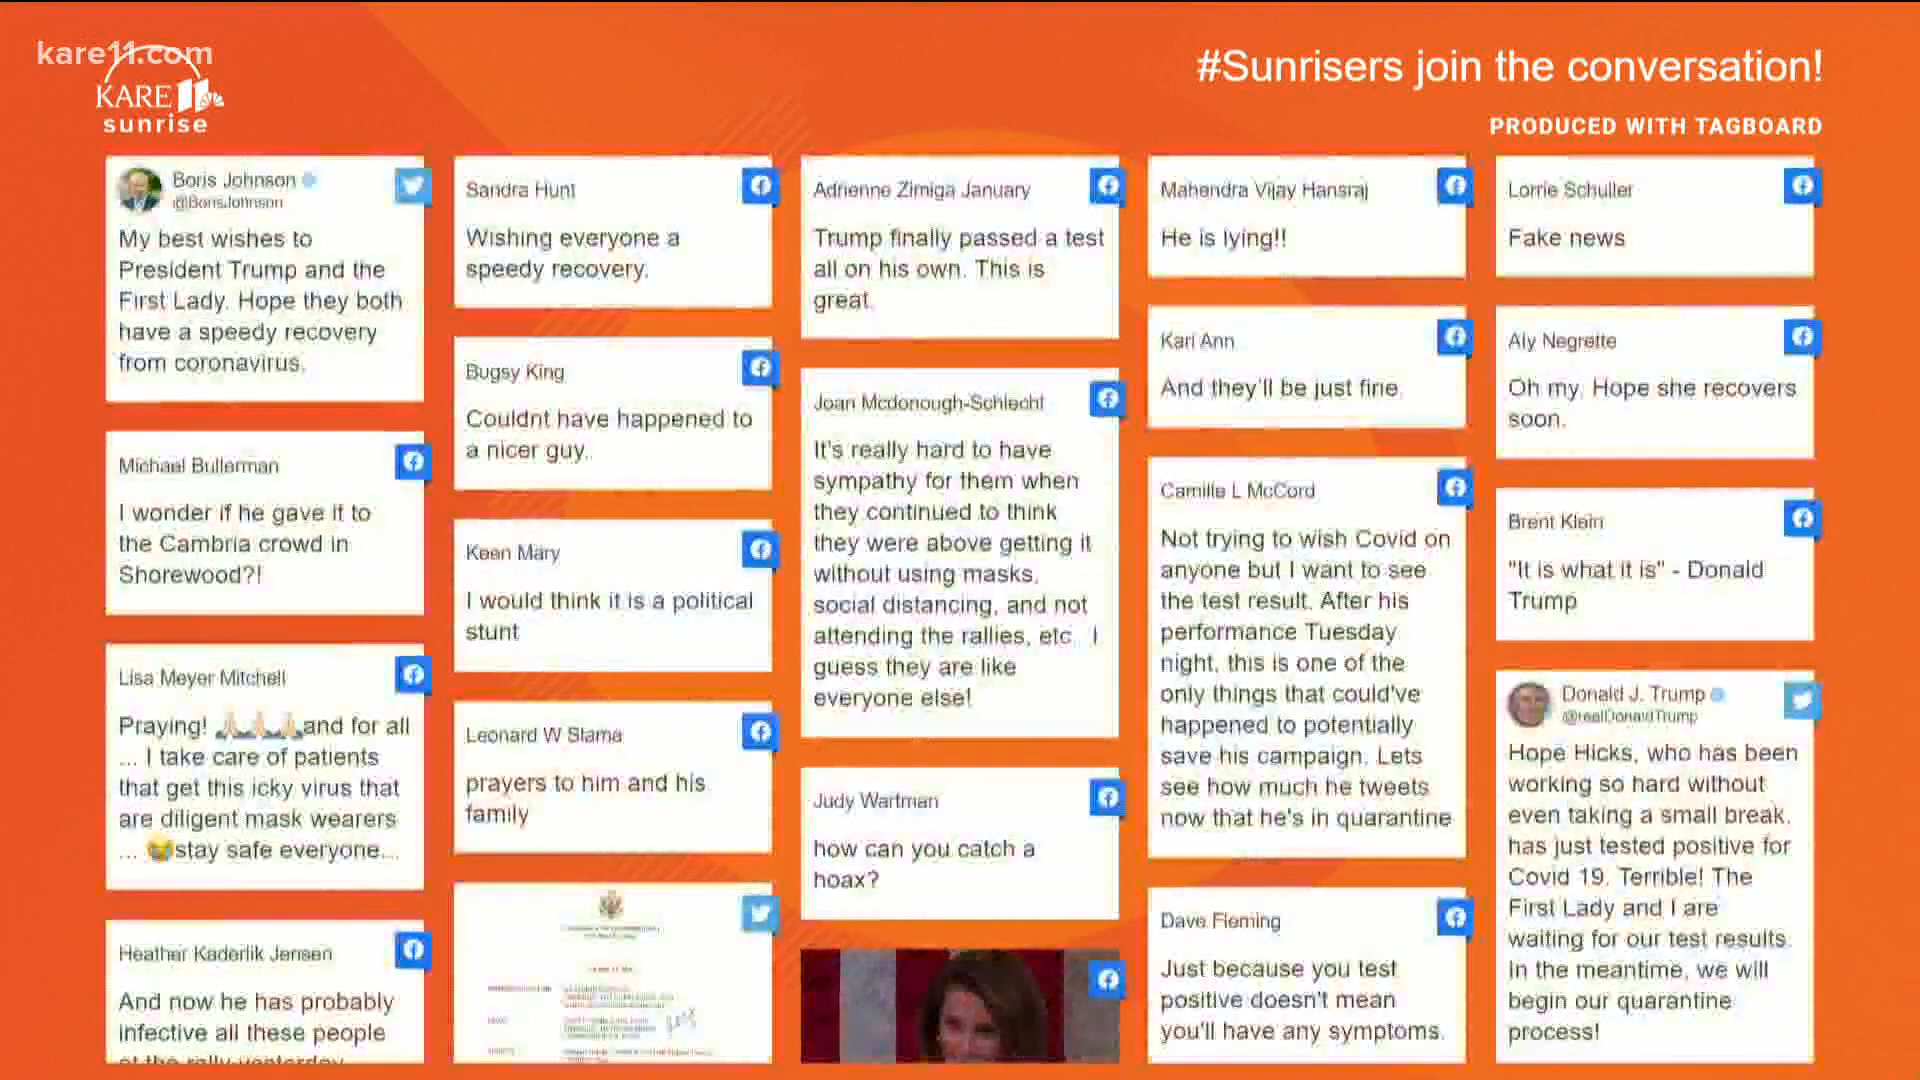 kare11.com
KARE 11
sunrise
#Sunrisers join the conversation!
PRODUCED WITH TAGBOARD
Boris Johnson
@BorisJohnson
My best wishes to
President Trump and the
First Lady. Hope they both
have a speedy recovery
from coronavirus.
Michael Bullerman
I wonder if he gave it to
the Cambria crowd in
Shorewood?!
Lisa Meyer Mitchell
Praying! 🙏🏻🙏🏻🙏🏻and for all
... I take care of patients
that get this icky virus that
are diligent mask wearers
... 😭stay safe everyone...
Heather Kaderlik Jensen
And now he has probably
infective all these people
at the rally yesterday
Sandra Hunt
Wishing everyone a
speedy recovery.
Bugsy King
Couldnt have happened to
a nicer guy.
Keen Mary
I would think it is a political
stunt
Leonard W Slama
prayers to him and his
family
Adrienne Zimiga January
Trump finally passed a test
all on his own. This is
great.
Joan Mcdonough-Schlecht
It's really hard to have
sympathy for them when
they continued to think
they were above getting it
without using masks,
social distancing, and not
attending the rallies, etc. I
guess they are like
everyone else!
Judy Wartman
how can you catch a
hoax?
Mahendra Vijay Hansraj
He is lying!!
Kari Ann
And they'll be just fine.
Camille L McCord
Not trying to wish Covid on
anyone but I want to see
the test result. After his
performance Tuesday
night, this is one of the
only things that could've
happened to potentially
save his campaign. Lets
see how much he tweets
now that he's in quarantine
Dave Fleming
Just because you test
positive doesn't mean
you'll have any symptoms.
Lorrie Schuller
Fake news
Aly Negrette
Oh my. Hope she recovers
soon.
Brent Klein
"It is what it is" - Donald
Trump
Donald J. Trump
@realDonaldTrump
Hope Hicks, who has been
working so hard without
even taking a small break,
has just tested positive for
Covid 19. Terrible! The
First Lady and I are
waiting for our test results.
In the meantime, we will
begin our quarantine
process!